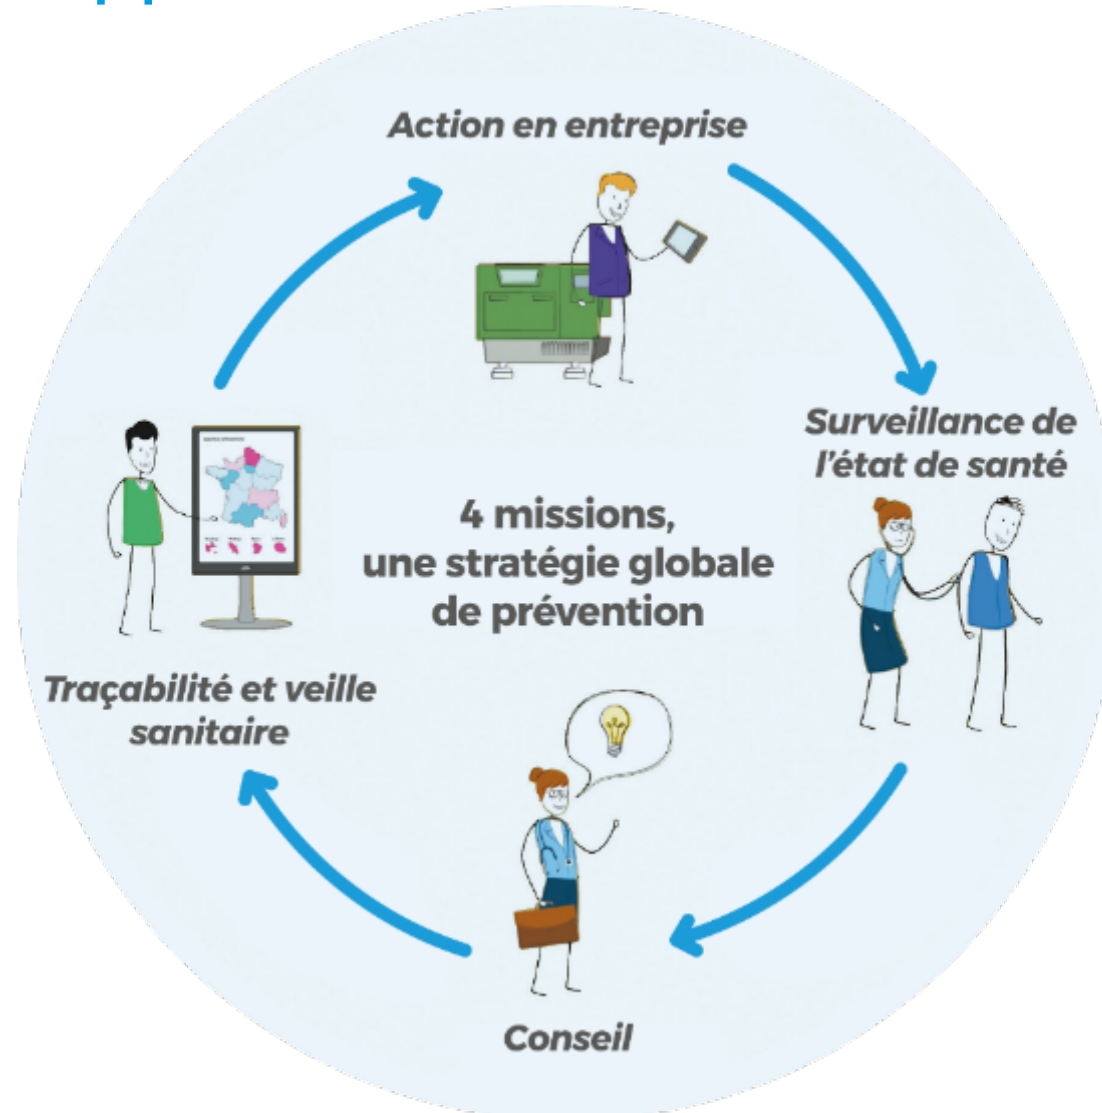 Action en entreprise
Surveillance de
l'état de santé
4 missions,
une stratégie globale
de prévention
Traçabilité et veille
sanitaire
Conseil